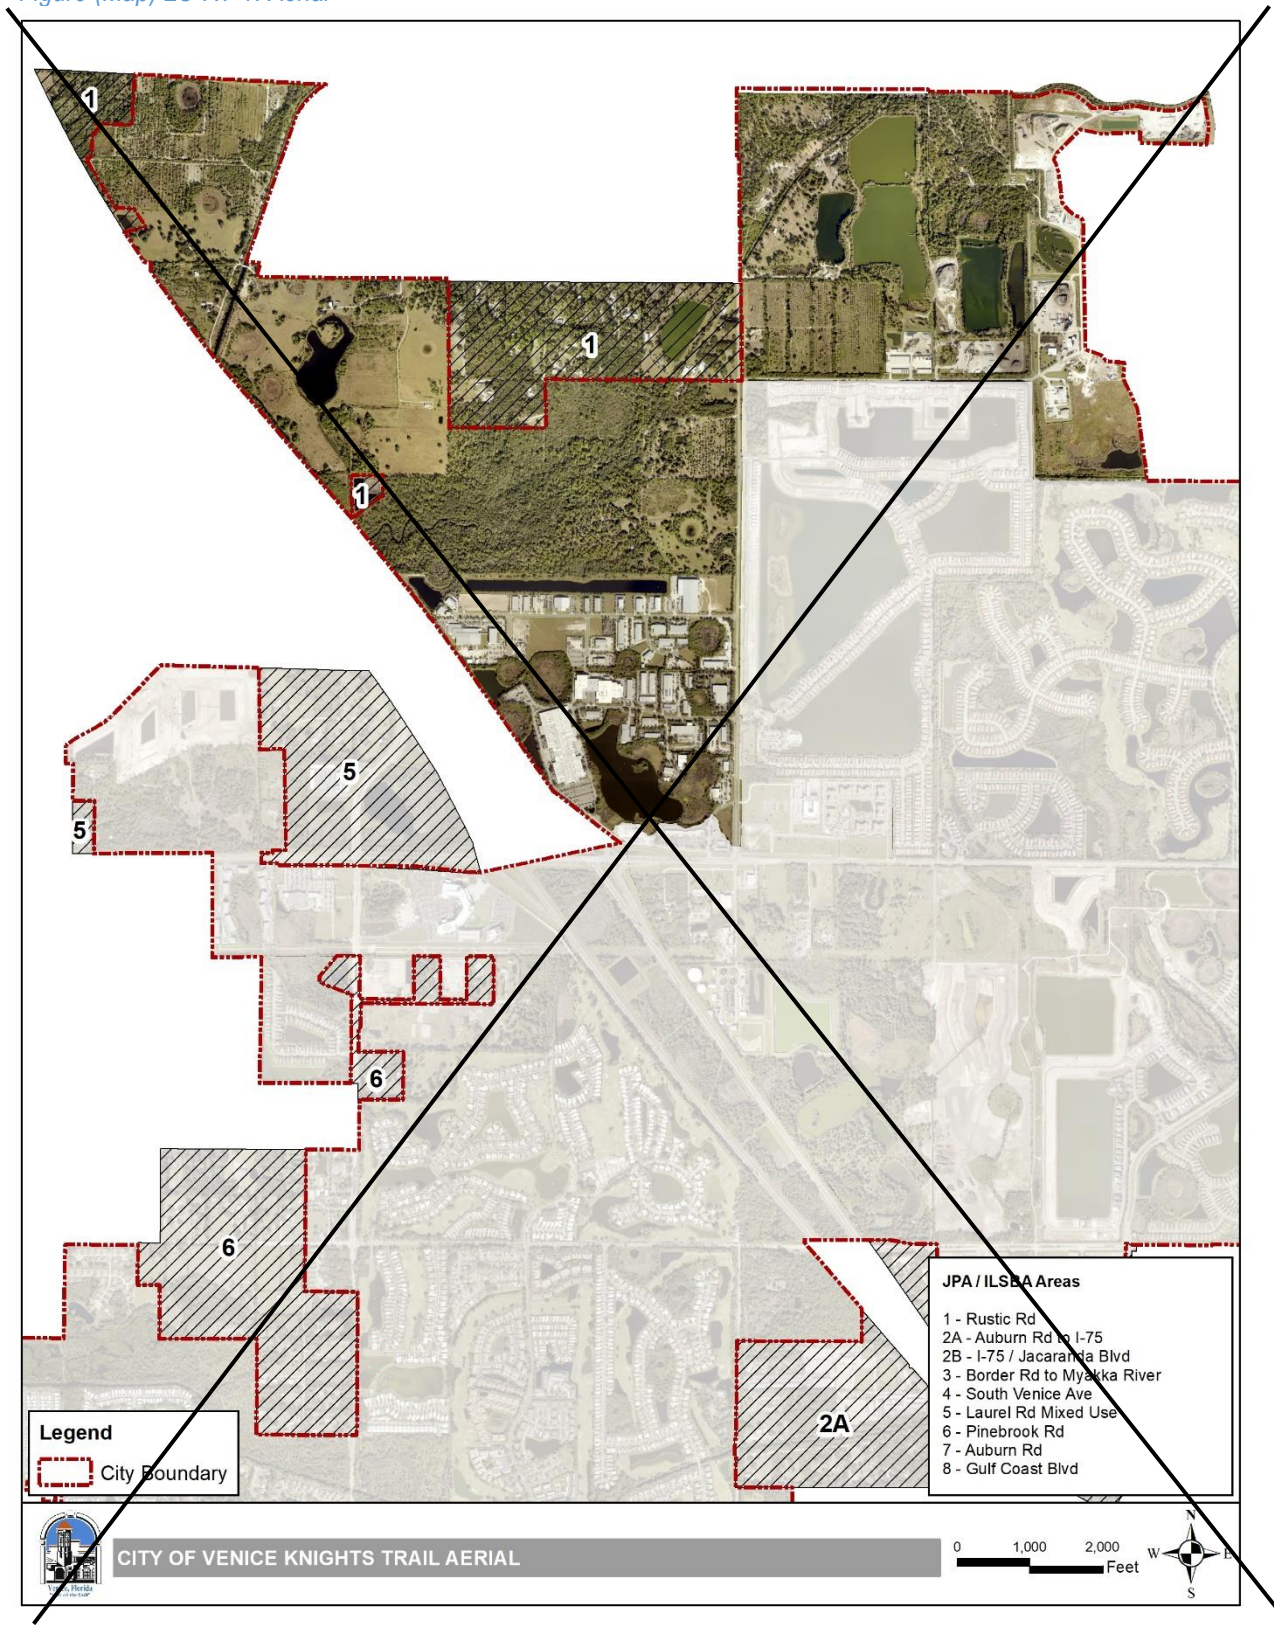 1
1
1
5
5
6
6
2A
JPA / ILSBA Areas
1 - Rustic Rd
2A - Auburn Rd to I-75
2B - I-75 / Jacaranda Blvd
3 - Border Rd to Myakka River
4 - South Venice Ave
5 - Laurel Rd Mixed Use
6 - Pinebrook Rd
7 - Auburn Rd
8 - Gulf Coast Blvd
Legend
City Boundary
Venice, Florida
CITY OF VENICE KNIGHTS TRAIL AERIAL
0 1,000 2,000
Feet
N
W E
S